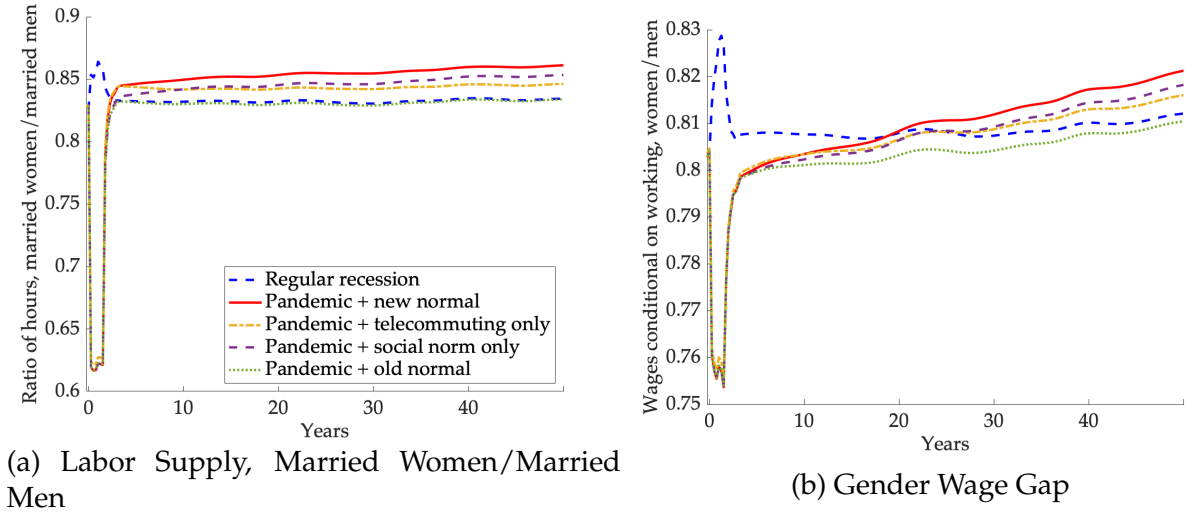 Ratio of hours, married women/married men
0.9
0.85
0.8
0.75
0.7
0.65
0.6
0
10
20
30
40
Years
Regular recession
Pandemic + new normal
Pandemic + telecommuting only
Pandemic + social norm only
Pandemic + old normal
(a) Labor Supply, Married Women/Married
Men
Wages conditional on working, women/men
0.83
0.82
0.81
0.8
0.79
0.78
0.77
0.76
0.75
0
10
20
30
40
Years
(b) Gender Wage Gap